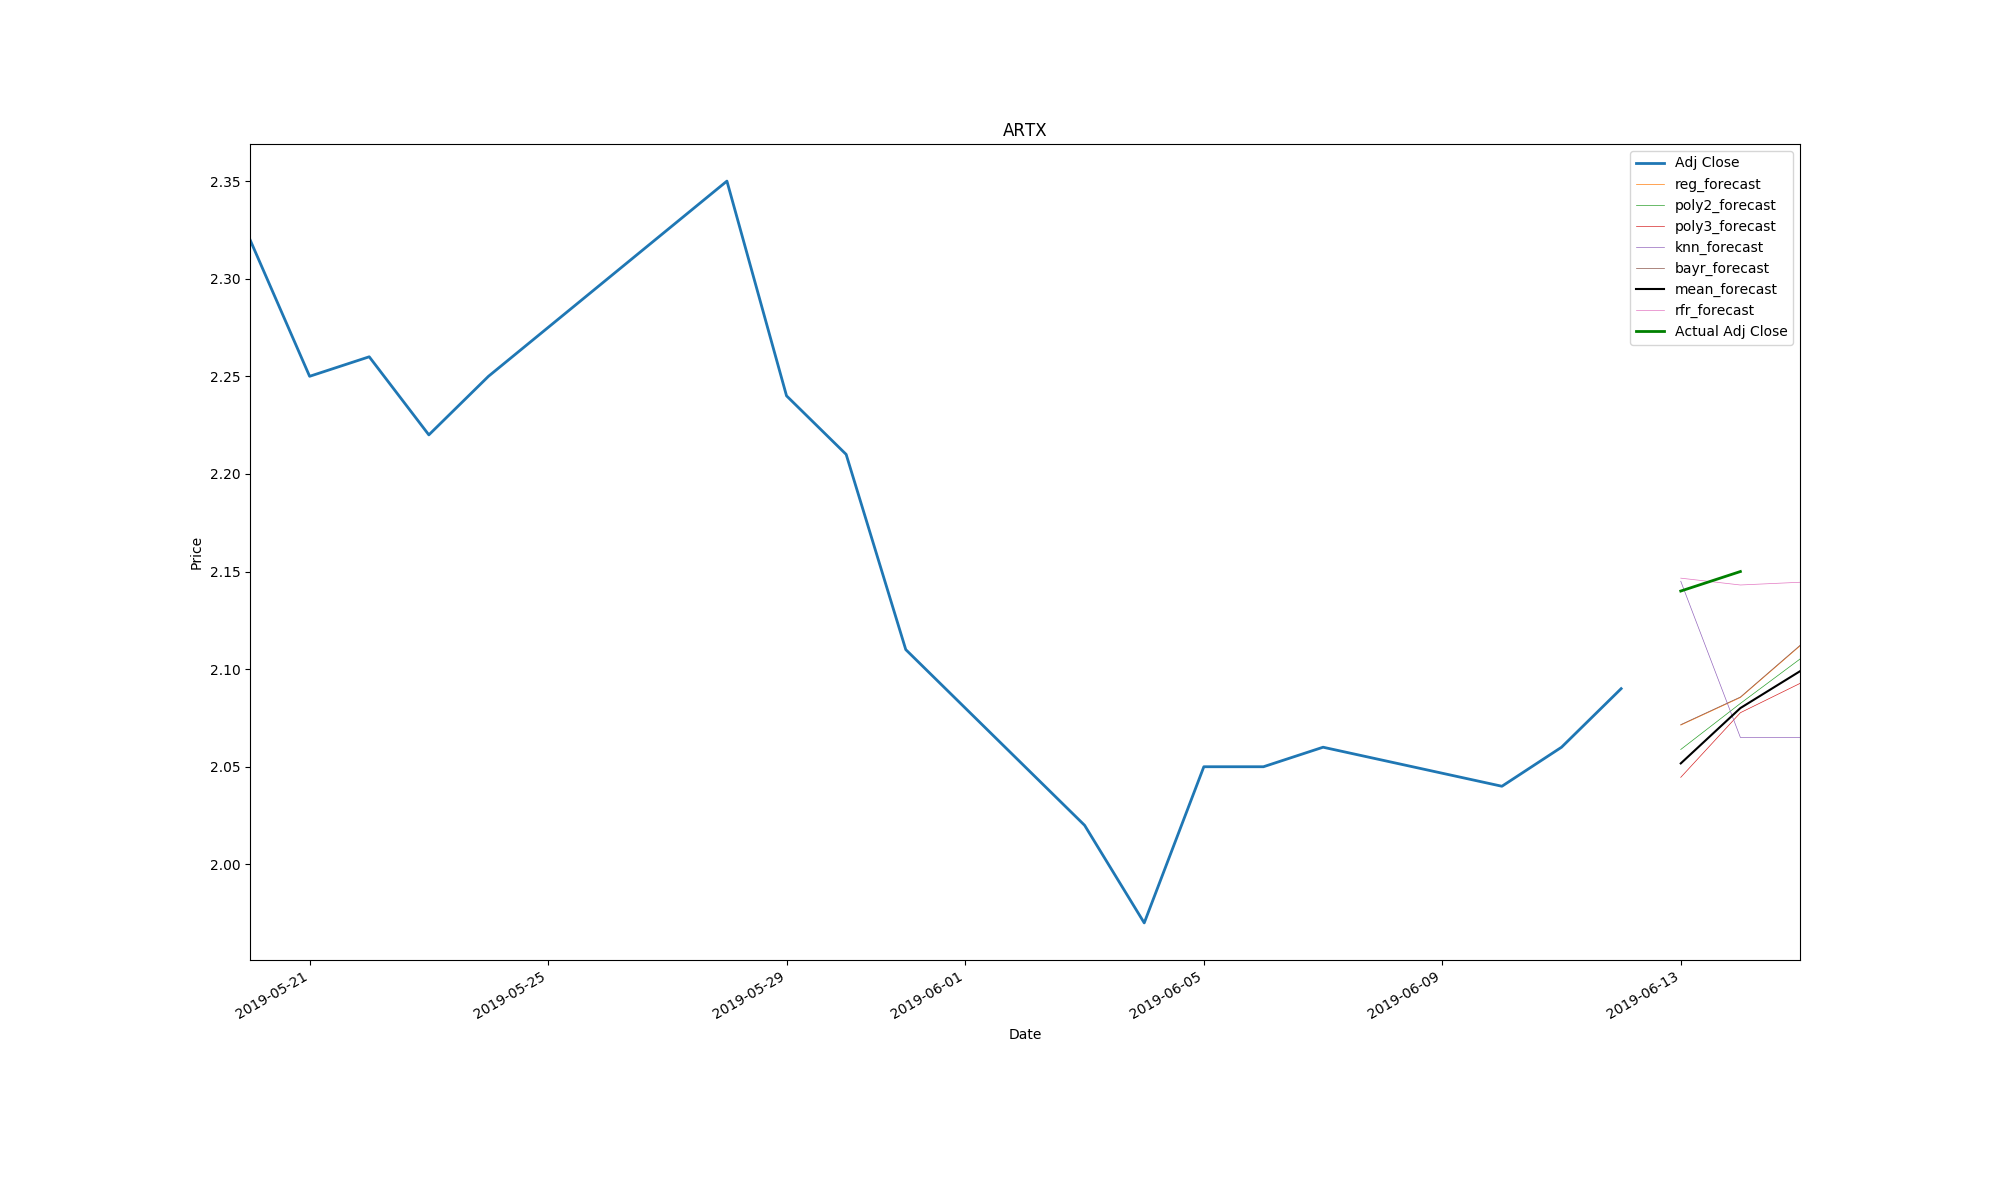 ARTX
Adj Close
reg_forecast
poly2_forecast
poly3_forecast
knn_forecast
bayr_forecast
mean_forecast
rfr_forecast
Actual Adj Close
Price
2.35
2.30
2.25
2.20
2.15
2.10
2.05
2.00
2019-05-21
2019-05-25
2019-05-29
2019-06-01
2019-06-05
2019-06-09
2019-06-13
Date